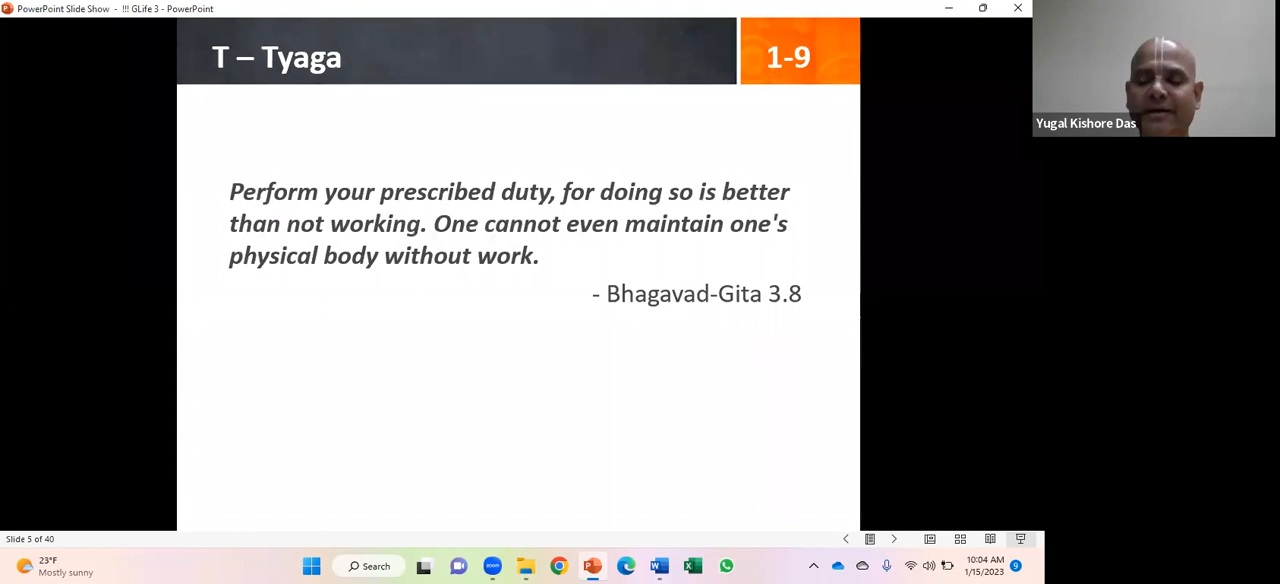 PowerPoint Slide Show - !!! GLife 3 - PowerPoint
T – Tyaga
1-9
Yugal Kishore Das
Perform your prescribed duty, for doing so is better
than not working. One cannot even maintain one's
physical body without work.
- Bhagavad-Gita 3.8
Slide 5 of 40
23°F
Mostly sunny
Search
zoom
10:04 AM
1/15/2023
9